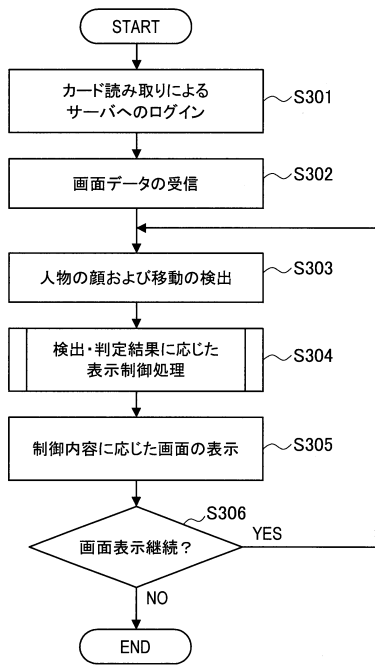 START
カード読み取りによる
サーバへのログイン
S301
画面データの受信
S302
人物の顔および移動の検出
S303
検出・判定結果に応じた
表示制御処理
S304
制御内容に応じた画面の表示
S305
S306
画面表示継続？
YES
NO
END